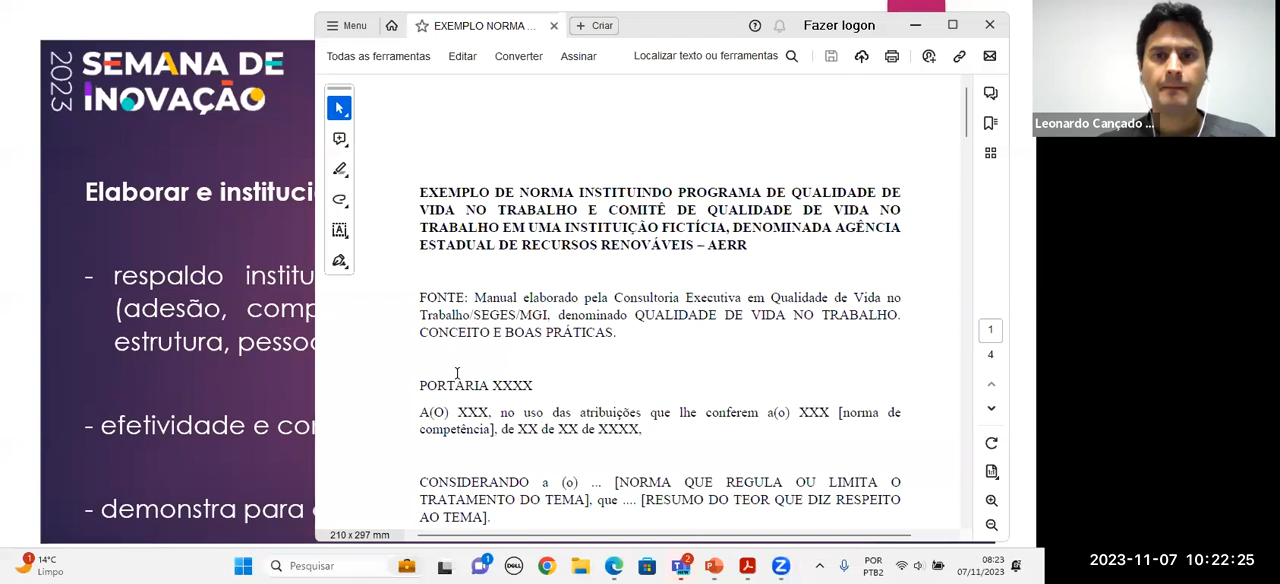 2023
SEMANA DE
INOVAÇÃO
Elaborar e instituci
- respaldo institu
(adesão, comp
estrutura, pesso
- efetividade e co
- demonstra para
Menu
EXEMPLO NORMA ...
Criar
Fazer logon
Todas as ferramentas
Editar
Converter
Assinar
Localizar texto ou ferramentas
EXEMPLO DE NORMA INSTITUINDO PROGRAMA DE QUALIDADE DE
VIDA NO TRABALHO E COMITÊ DE QUALIDADE DE VIDA NO
TRABALHO EM UMA INSTITUIÇÃO FICTÍCIA, DENOMINADA AGÊNCIA
ESTADUAL DE RECURSOS RENOVÁVEIS – AERR
FONTE: Manual elaborado pela Consultoria Executiva em Qualidade de Vida no
Trabalho/SEGES/MGI, denominado QUALIDADE DE VIDA NO TRABALHO.
CONCEITO E BOAS PRÁTICAS.
PORTARIA XXXX
A(O) XXX, no uso das atribuições que lhe conferem a(o) XXX [norma de
competência], de XX de XX de XXXX,
CONSIDERANDO a (o) ... [NORMA QUE REGULA OU LIMITA O
TRATAMENTO DO TEMA], que .... [RESUMO DO TEOR QUE DIZ RESPEITO
AO TEMA].
1
4
210 x 297 mm
Leonardo Cançado ...
1
14°C
Limpo
Pesquisar
1
DELL
2
NEW
POR
PTB2
08:23
07/11/2023
2023-11-07 10:22:25